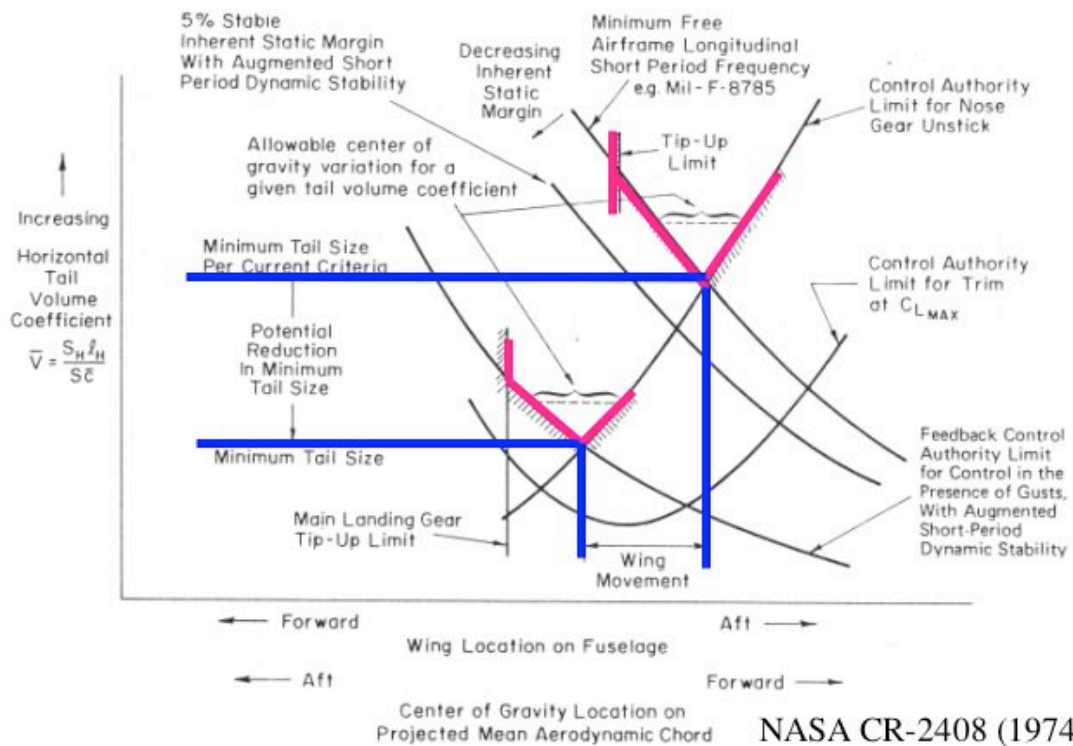 5% Stable
Inherent Static Margin
With Augmented Short
Period Dynamic Stability
Decreasing
Inherent
Static
Margin
Minimum Free
Airframe Longitudinal
Short Period Frequency
e.g. Mil-F-8785
Control Authority
Limit for Nose
Gear Unstick
Tip-Up
Limit
Allowable center of
gravity variation for a
given tail volume coefficient
Increasing
Horizontal
Tail
Volume
Coefficient
V̄ = S_H ℓ_H / S c̄
Minimum Tail Size
Per Current Criteria
Control Authority
Limit for Trim
at C_LMAX
Potential
Reduction
In Minimum
Tail Size
Minimum Tail Size
Feedback Control
Authority Limit
for Control in the
Presence of Gusts,
With Augmented
Short-Period
Dynamic Stability
Main Landing Gear
Tip-Up Limit
Wing
Movement
Forward
Aft
Wing Location on Fuselage
Aft
Forward
Center of Gravity Location on
Projected Mean Aerodynamic Chord
NASA CR-2408 (1974